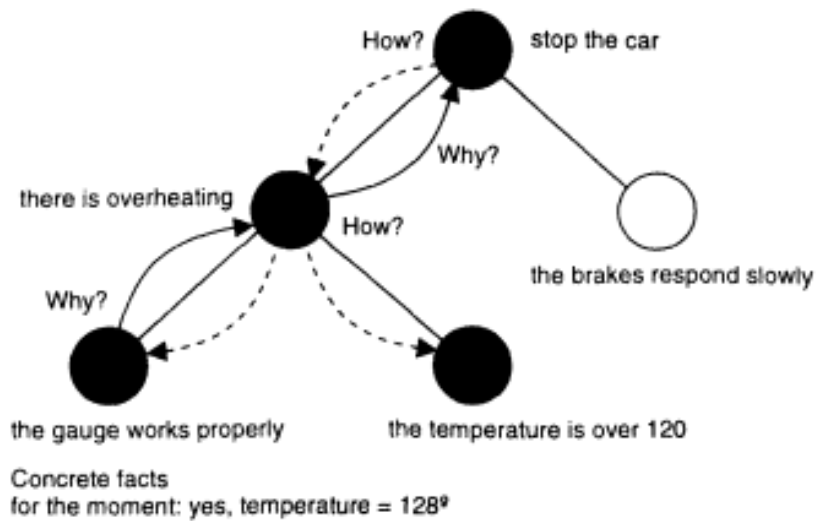 How?
stop the car
Why?
there is overheating
How?
the brakes respond slowly
Why?
the gauge works properly
the temperature is over 120
Concrete facts
for the moment: yes, temperature = 128º